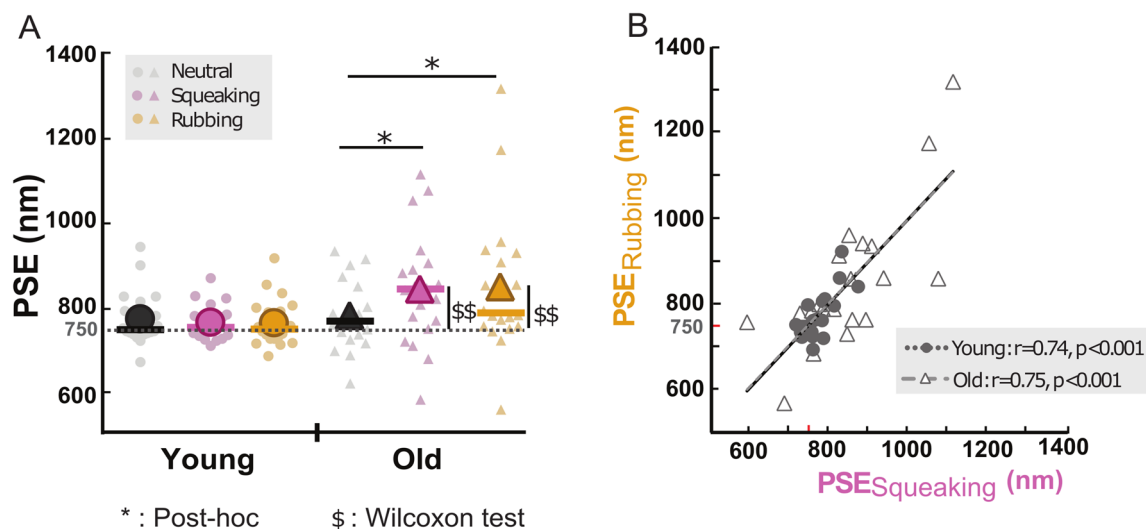 A
PSE (nm)
1400
1200
1000
800
750
600
Neutral
Squeaking
Rubbing
*
*
$$
$$
Young
Old
* : Post-hoc
$ : Wilcoxon test
B
PSERubbing (nm)
1400
1200
1000
800
750
600
Young: r=0.74, p<0.001
Old: r=0.75, p<0.001
600
800
1000
1200
1400
PSESqueaking (nm)